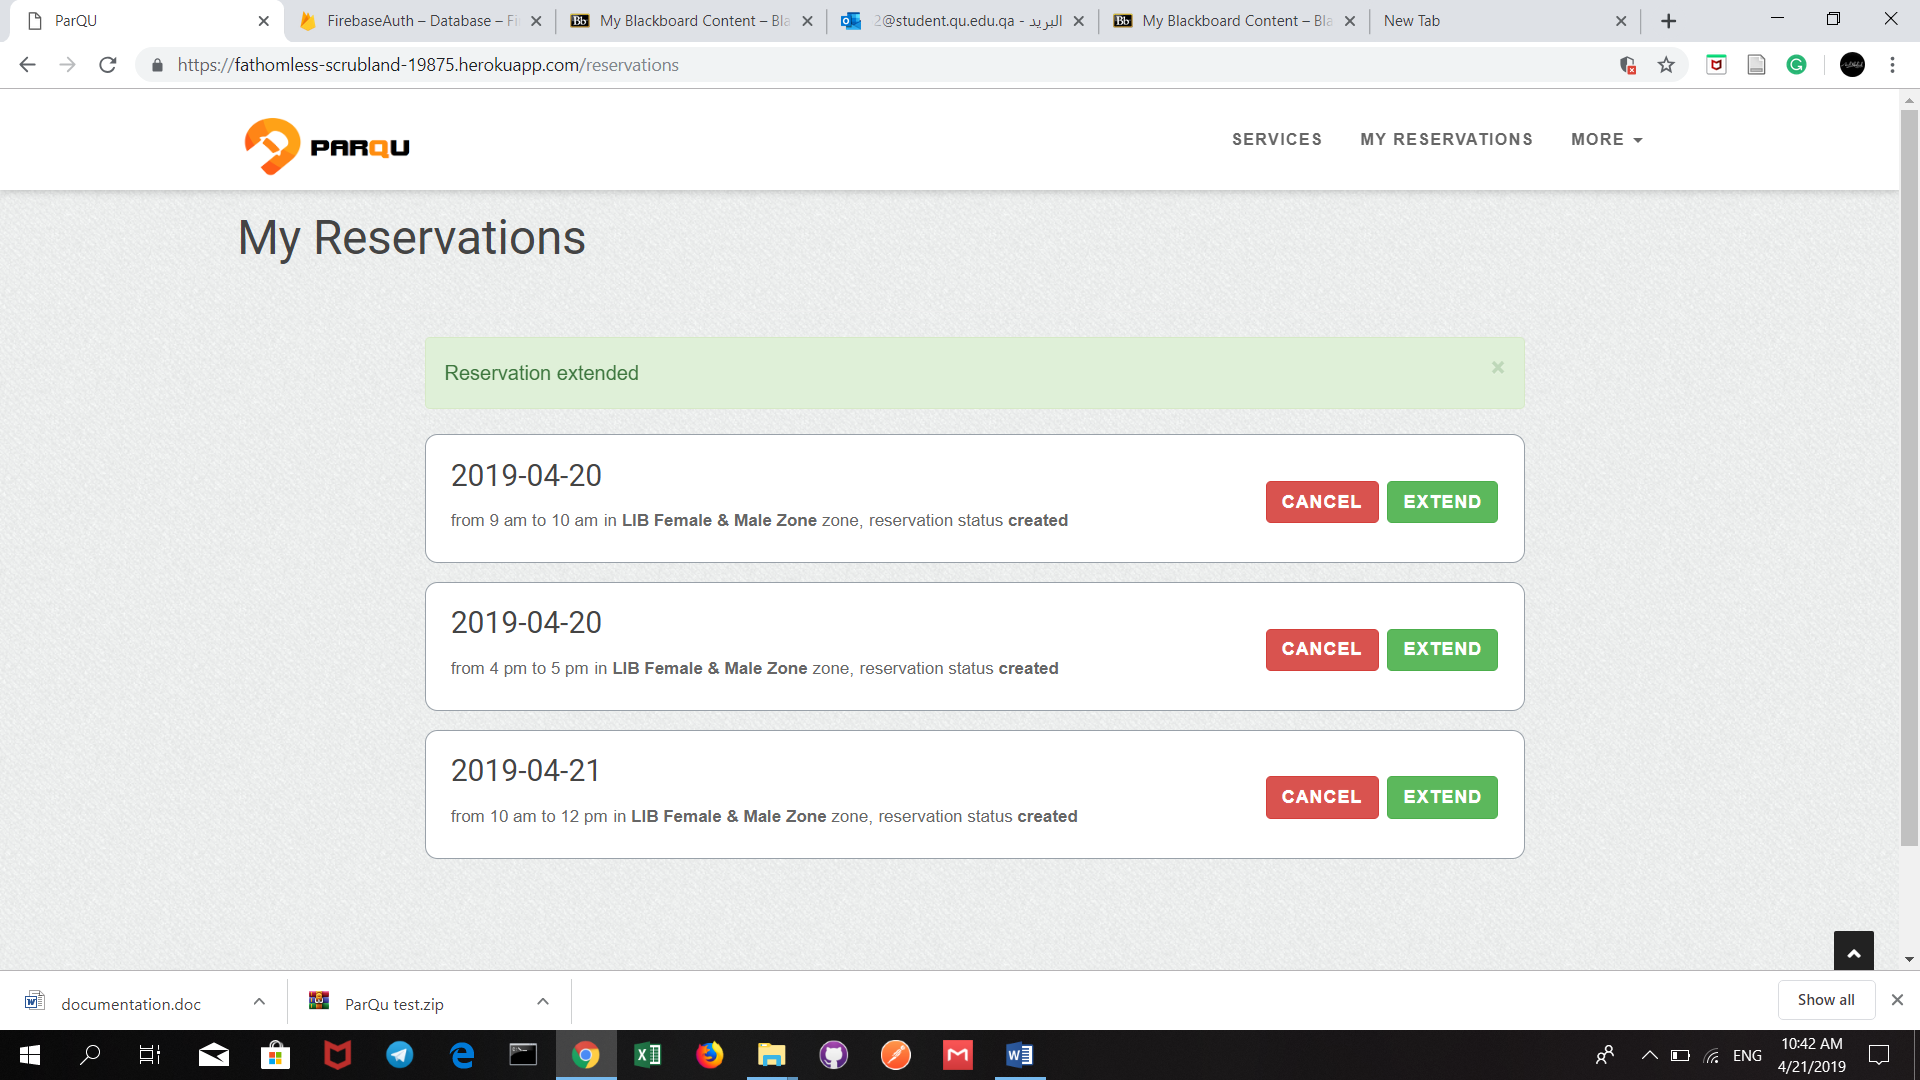 ParQU
FirebaseAuth – Database – Fi
My Blackboard Content – Bla
2@student.qu.edu.qa - البريد
My Blackboard Content – Bla
New Tab
https://fathomless-scrubland-19875.herokuapp.com/reservations
PARQU
SERVICES
MY RESERVATIONS
MORE
My Reservations
Reservation extended
×
2019-04-20
from 9 am to 10 am in LIB Female & Male Zone zone, reservation status created
CANCEL
EXTEND
2019-04-20
from 4 pm to 5 pm in LIB Female & Male Zone zone, reservation status created
CANCEL
EXTEND
2019-04-21
from 10 am to 12 pm in LIB Female & Male Zone zone, reservation status created
CANCEL
EXTEND
documentation.doc
ParQu test.zip
Show all
ENG
10:42 AM
4/21/2019